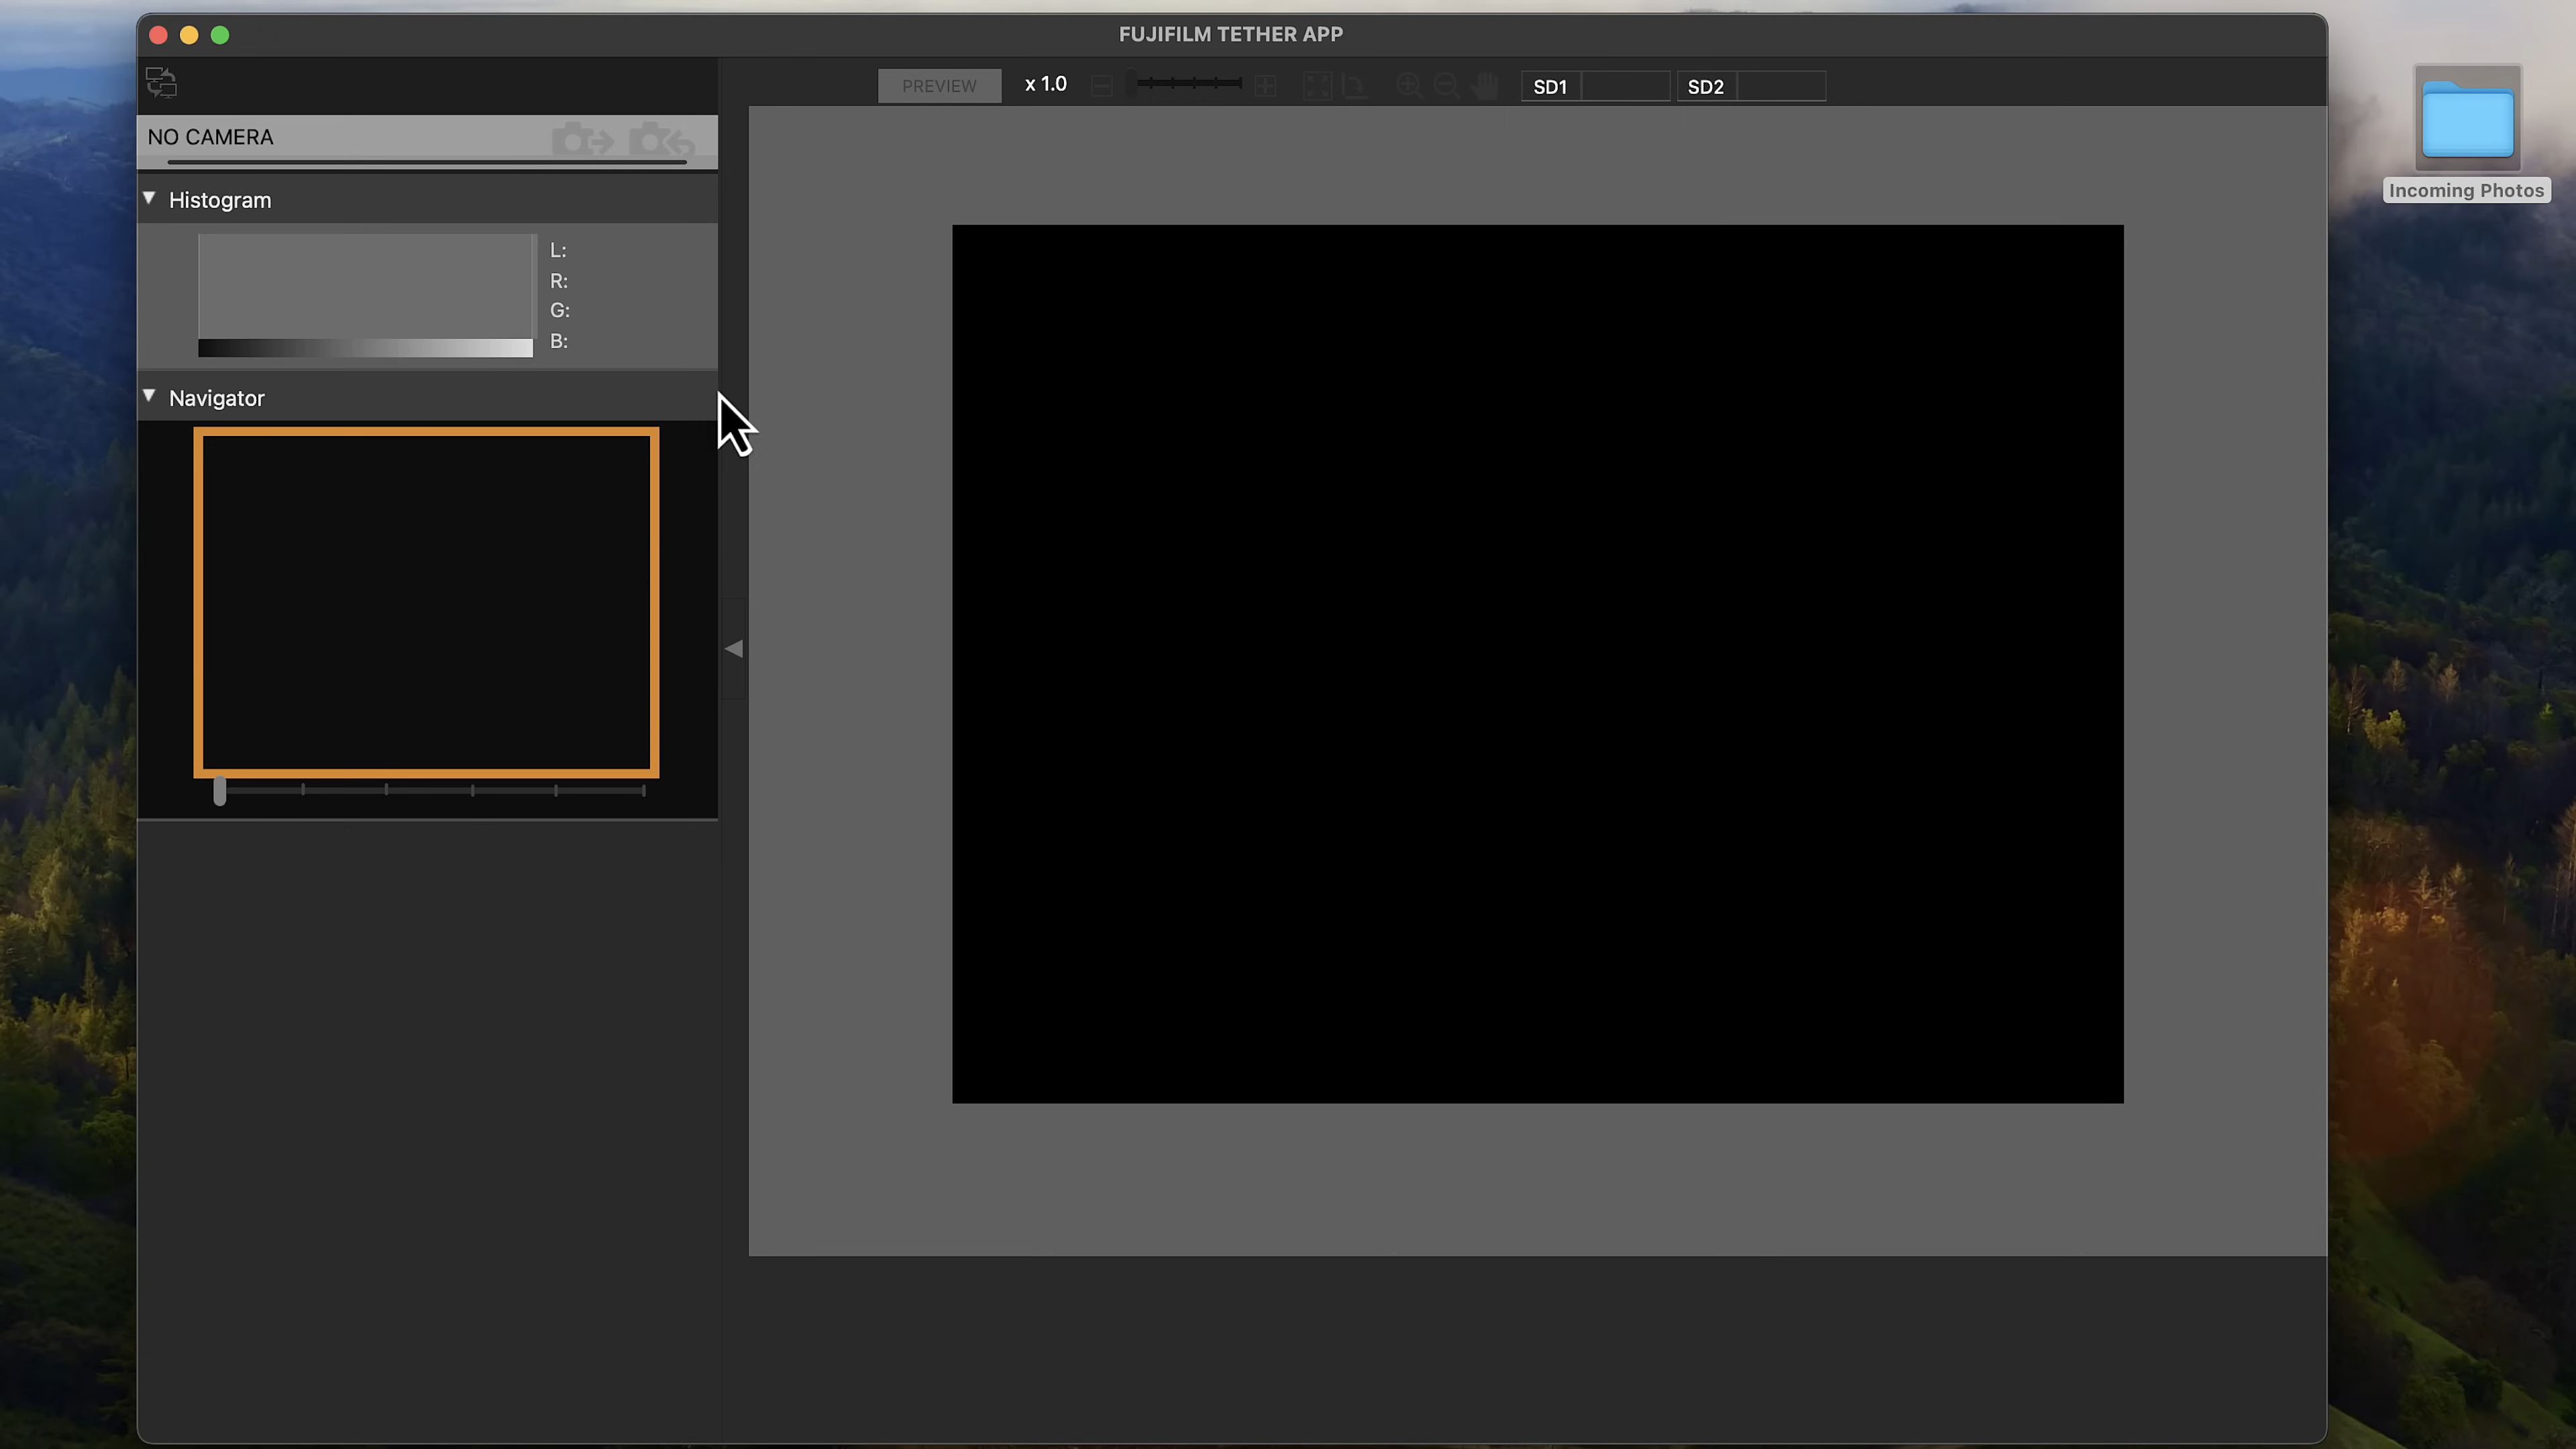 FUJIFILM TETHER APP
PREVIEW x 1.0 SD1 SD2
NO CAMERA
Incoming Photos
Histogram
L:
R:
G:
B:
Navigator